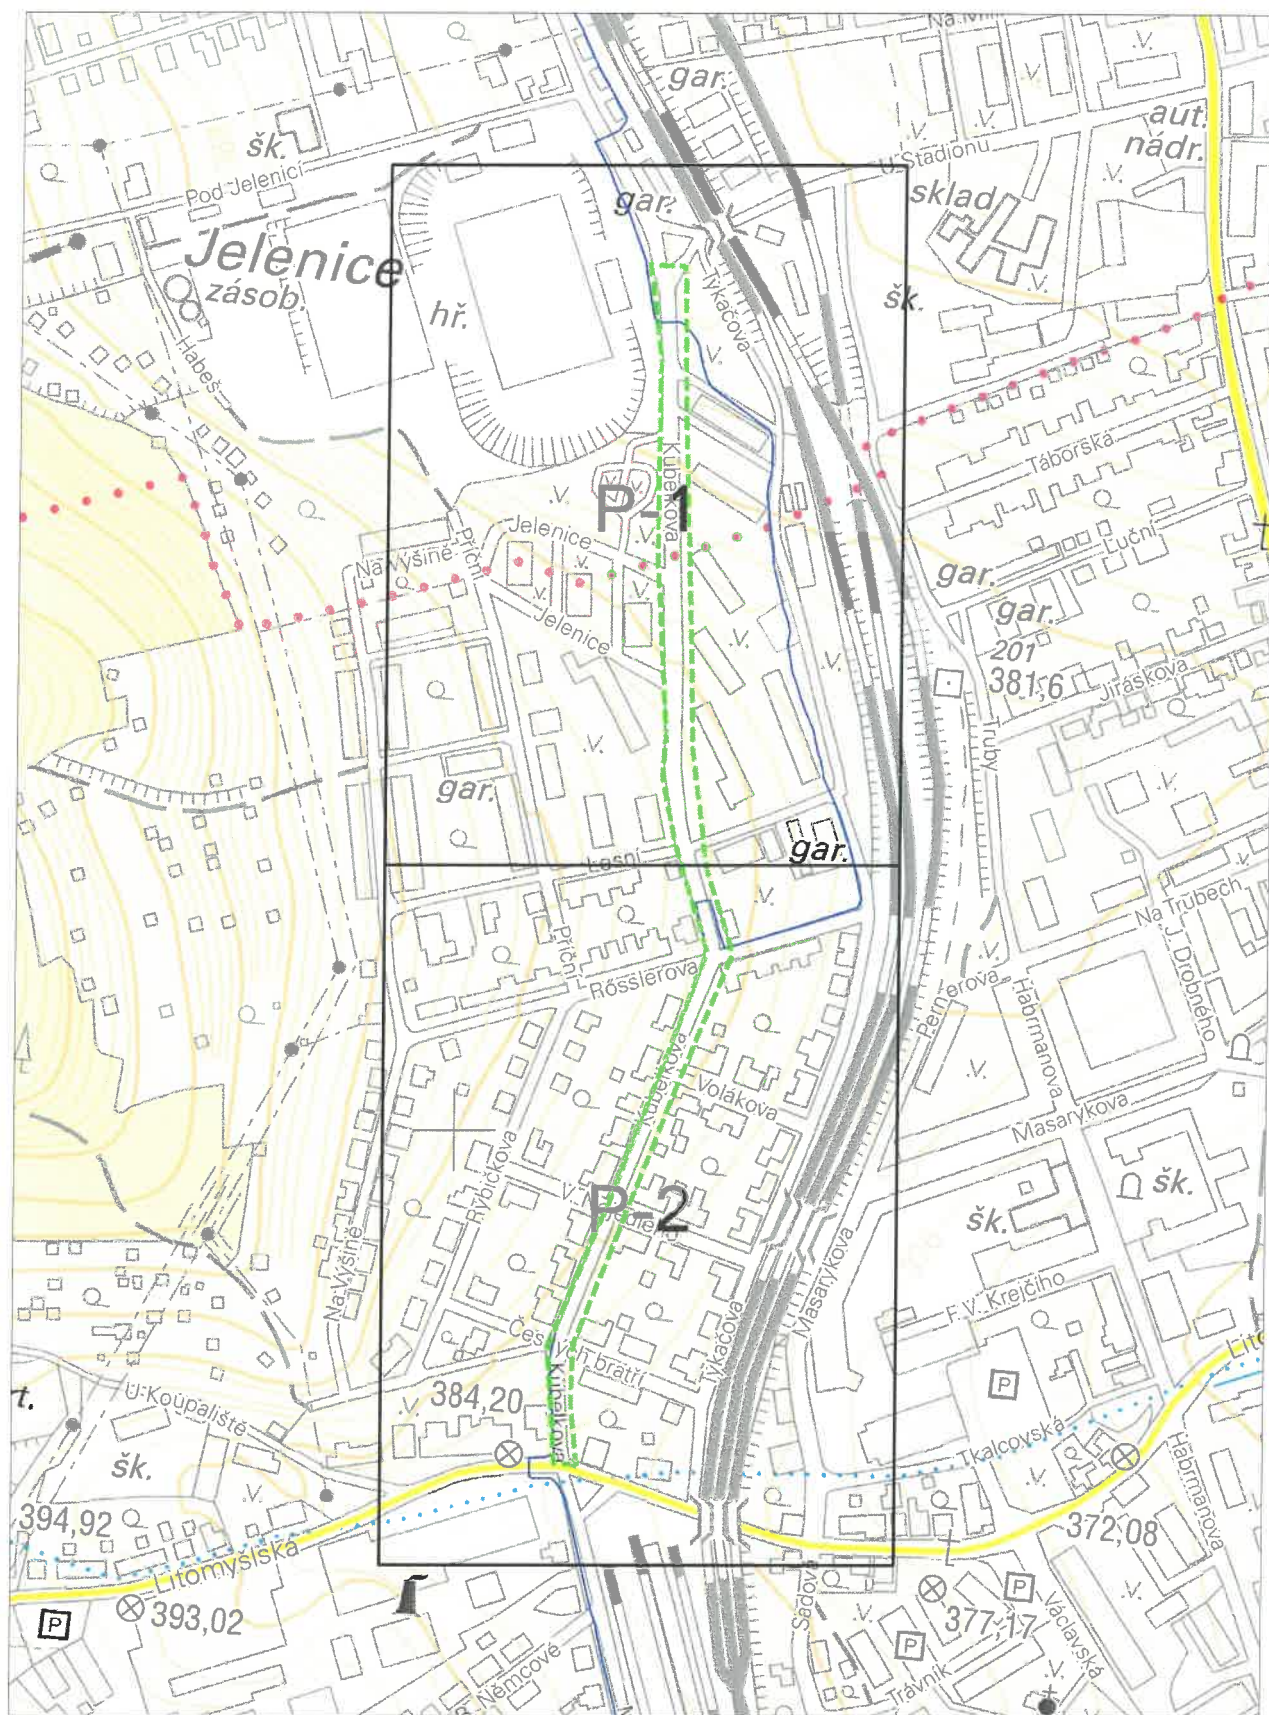 gar.
V.
V.
aut.
nádr.
šk.
V.
V.
V.
U Stadionu
Pod Jelenicí
gar.
sklad
Jelenice
zásob.
V.
Týkačova
šk.
hř.
Habeš
V.
Kubelkova
Táborská
P-1
V.
Jelenice
V.
Luční
Na Výšině
Příční
gar.
V.
V.
V.
Jelenice
gar.
V.
201
381,6
V.
Jiráskova
V.
Truby
gar.
Lesní
gar.
V.
V.
Na Trubech
Příční
V.
J. Drobného
Rösslerova
Pernerova
Habrmanova
V.
Kubelkova
Volákova
Masarykova
Rybičkova
P-2
šk.
šk.
Na Výšině
Masarykova
F. V. Krejčího
Týkačova
P
U Koupaliště
384,20
V.
Kubelkova
Tkalcovská
šk.
V.
V.
Habrmanova
394,92
372,08
Litomyšlská
393,02
P
P
377,17
Sadová
V.
Václavská
P
B. Němcové
Trávník
V.